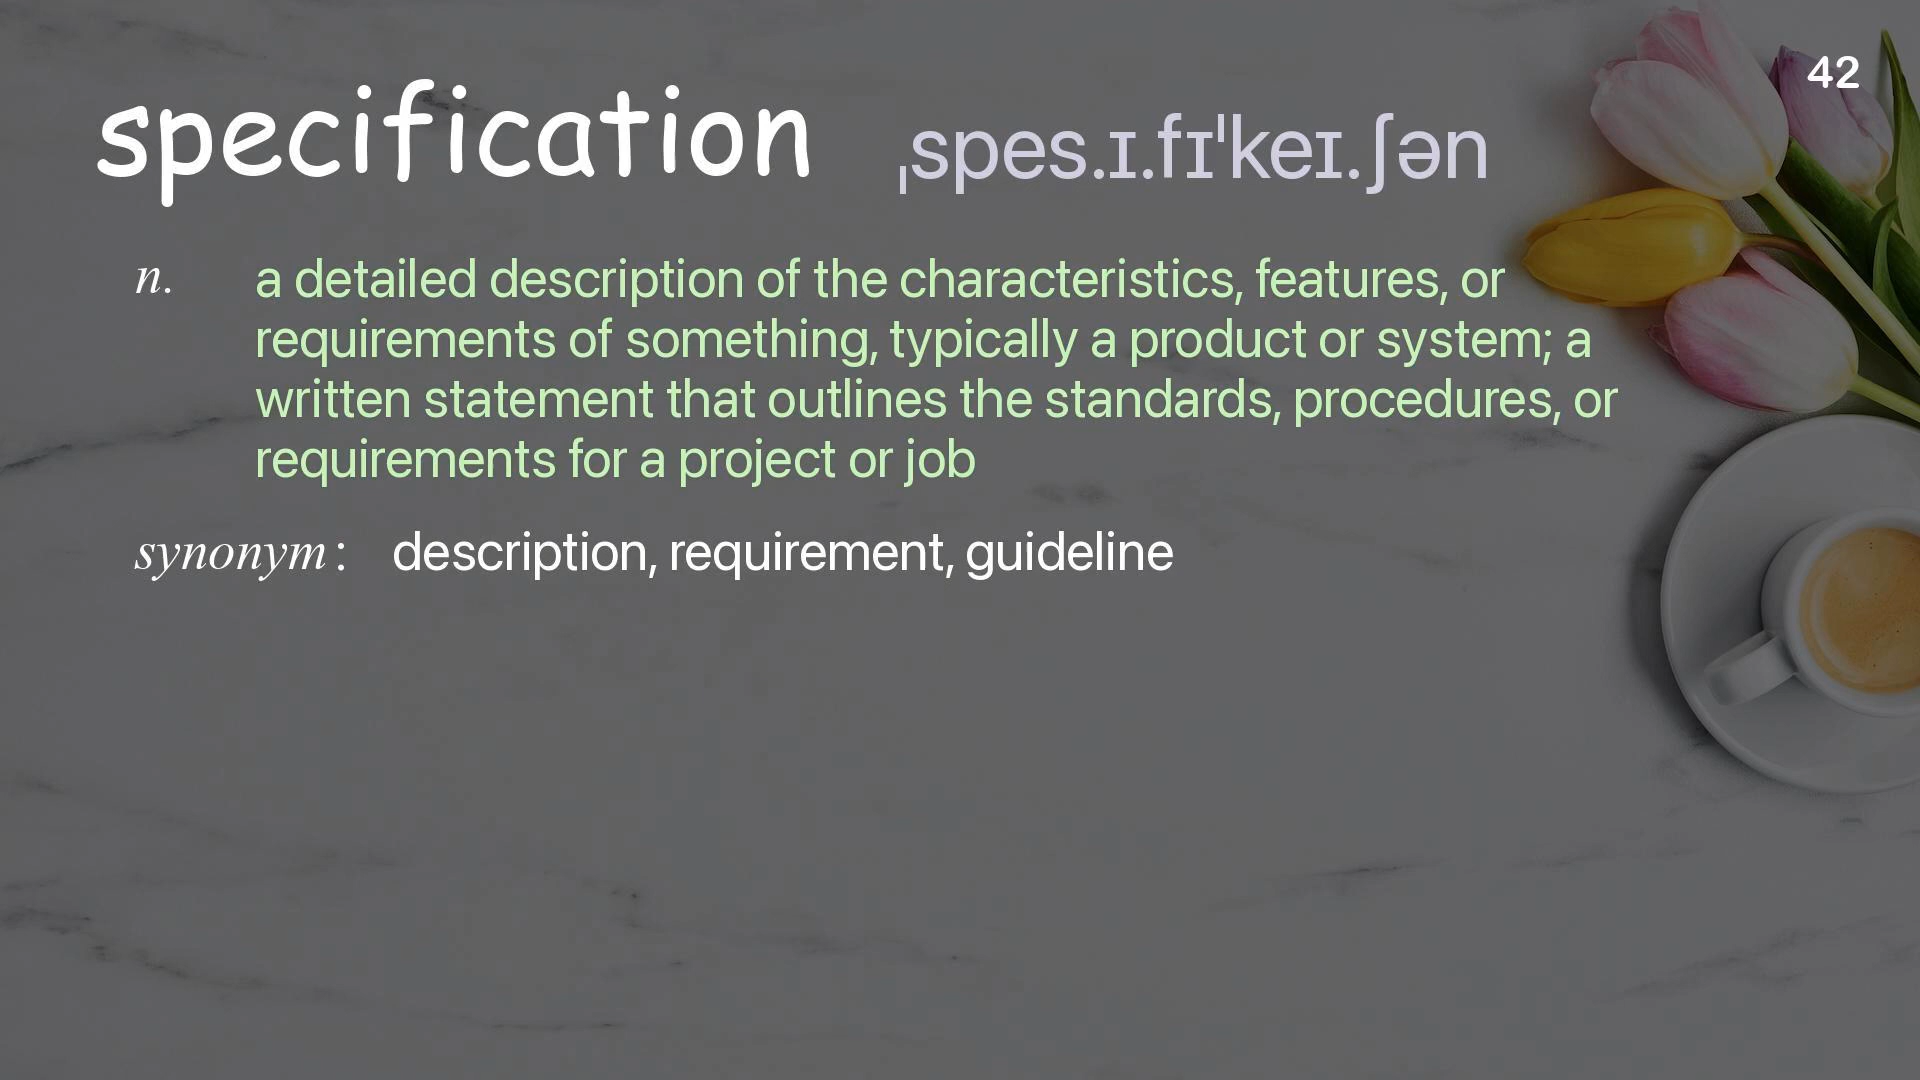 42
specification ˌspes.ɪ.fɪˈkeɪ.ʃən
n. a detailed description of the characteristics, features, or
requirements of something, typically a product or system; a
written statement that outlines the standards, procedures, or
requirements for a project or job
synonym: description, requirement, guideline